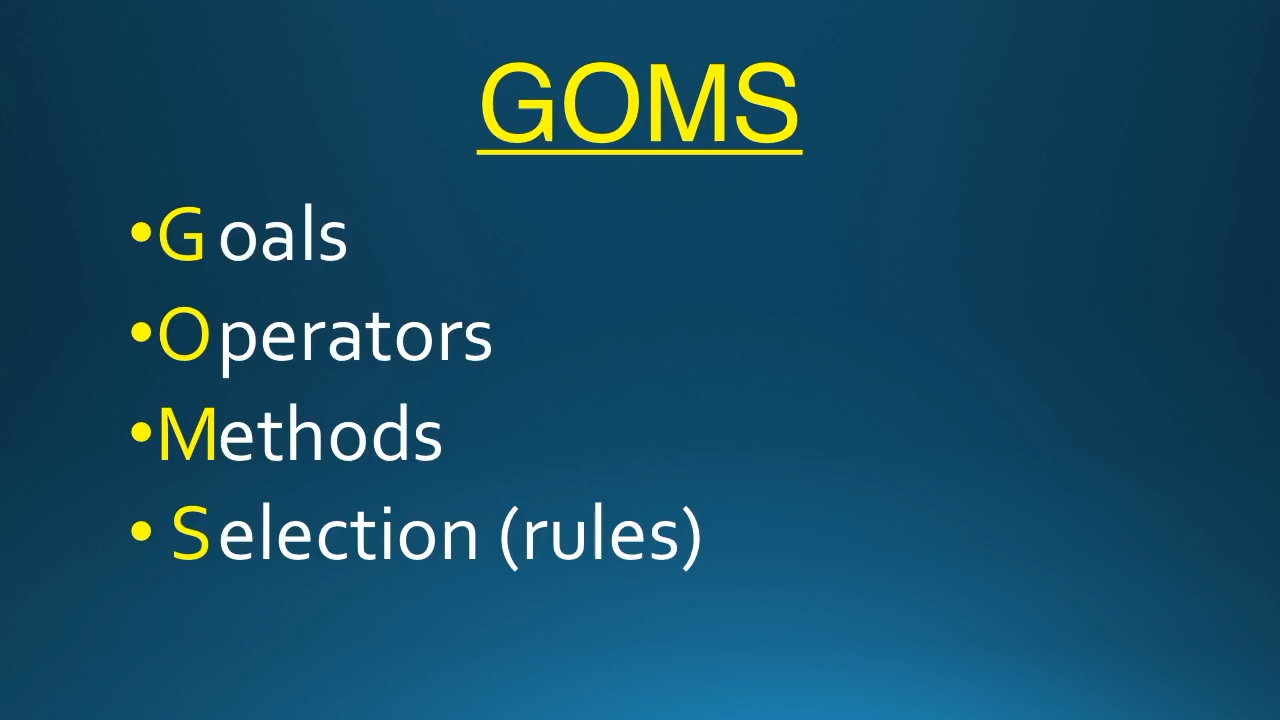 GOMS
•Goals
•Operators
•Methods
• Selection (rules)